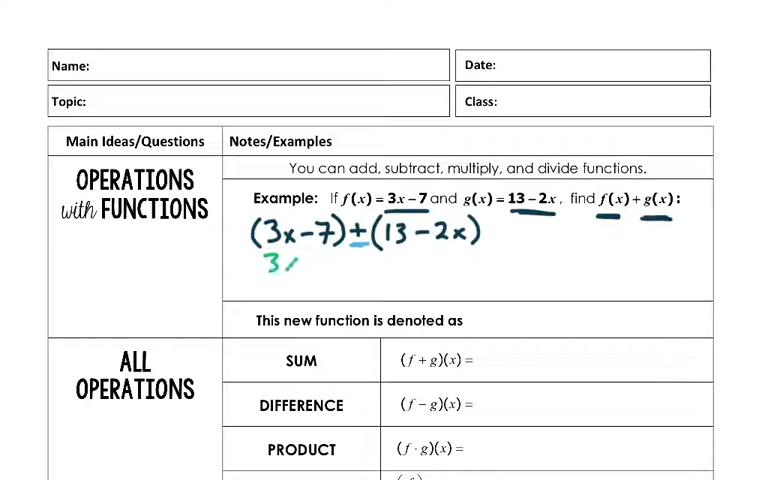 Name:
Date:
Topic:
Class:
Main Ideas/Questions
Notes/Examples
OPERATIONS
with FUNCTIONS
You can add, subtract, multiply, and divide functions.
Example: If f(x) = 3x – 7 and g(x) = 13 – 2x, find f(x) + g(x):
(3x – 7) + (13 – 2x)
3
This new function is denoted as
ALL
OPERATIONS
SUM
(f + g)(x) =
DIFFERENCE
(f – g)(x) =
PRODUCT
(f · g)(x) =